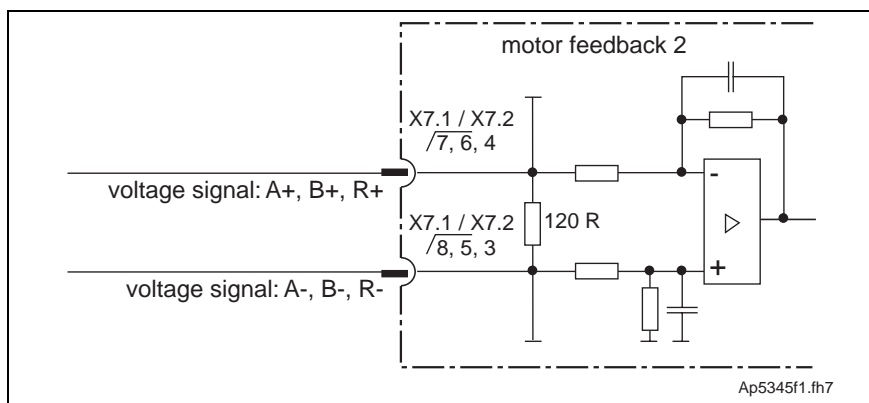 motor feedback 2
X7.1 / X7.2
/7, 6, 4
voltage signal: A+, B+, R+
-
X7.1 / X7.2
/8, 5, 3
120 R
+
voltage signal: A-, B-, R-
Ap5345f1.fh7